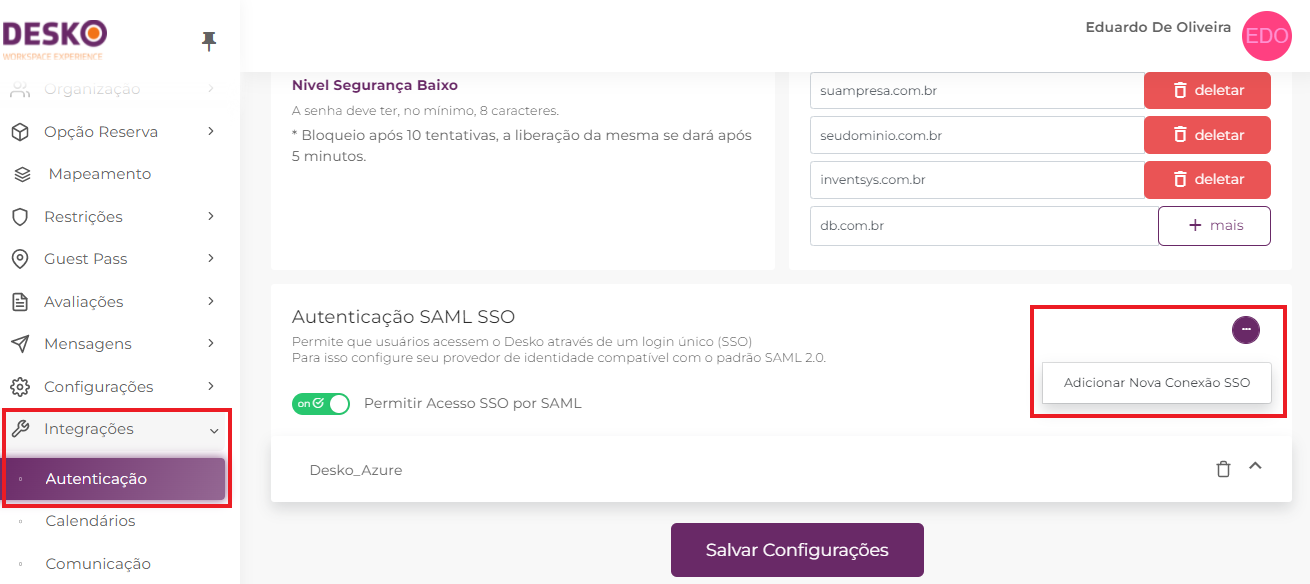 DESKO
WORKSPACE EXPERIENCE
Eduardo De Oliveira
EDO
Organização
Opção Reserva
Mapeamento
Restrições
Guest Pass
Avaliações
Mensagens
Configurações
Integrações
Autenticação
Calendários
Comunicação
Nivel Segurança Baixo
A senha deve ter, no mínimo, 8 caracteres.
* Bloqueio após 10 tentativas, a liberação da mesma se dará após
5 minutos.
suampresa.com.br
deletar
seudominio.com.br
deletar
inventsys.com.br
deletar
db.com.br
+ mais
Autenticação SAML SSO
Permite que usuários acessem o Desko através de um login único (SSO)
Para isso configure seu provedor de identidade compatível com o padrão SAML 2.0.
Adicionar Nova Conexão SSO
on
Permitir Acesso SSO por SAML
Desko_Azure
Salvar Configurações